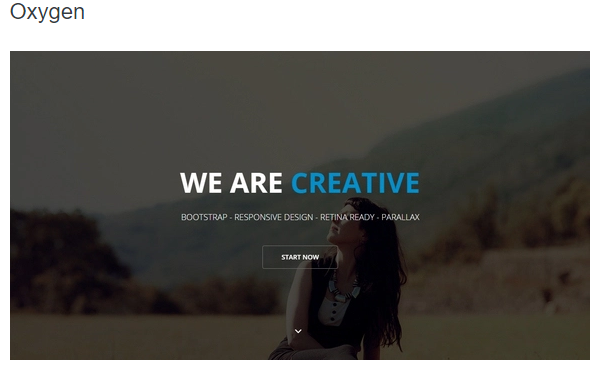 Oxygen
WE ARE CREATIVE
BOOTSTRAP - RESPONSIVE DESIGN - RETINA READY - PARALLAX
START NOW